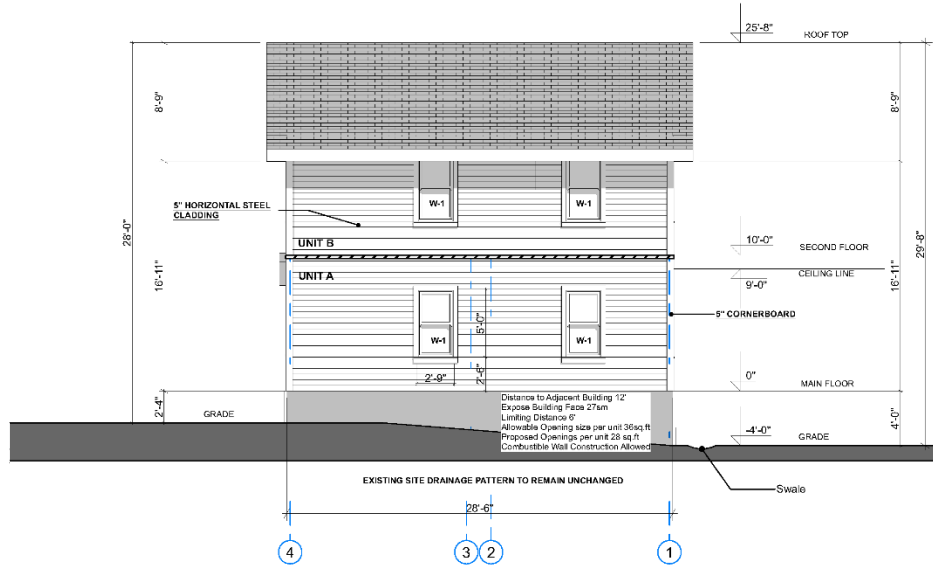 25'-8"
ROOF TOP
8'-9"
8'-9"
5" HORIZONTAL STEEL
CLADDING
W-1
W-1
28'-0"
16'-11"
UNIT B
10'-0"
SECOND FLOOR
29'-8"
16'-11"
UNIT A
CEILING LINE
9'-0"
5'-0"
5" CORNERBOARD
W-1
W-1
2'-9"
2'-6"
0"
MAIN FLOOR
2'-4"
GRADE
Distance to Adjacent Building 12'
Expose Building Face 27sm
Limiting Distance 6'
Allowable Opening size per unit 36sq.ft
Proposed Openings per unit 28 sq.ft
Combustible Wall Construction Allowed
4'-0"
-4'-0"
GRADE
EXISTING SITE DRAINAGE PATTERN TO REMAIN UNCHANGED
Swale
28'-6"
4
3
2
1